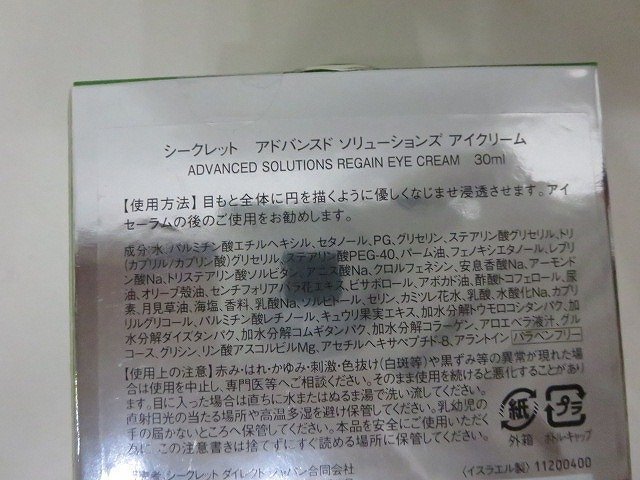 シークレット アドバンスド ソリューションズ アイクリーム
ADVANCED SOLUTIONS REGAIN EYE CREAM 30ml
【使用方法】目もと全体に円を描くように優しくなじませ浸透させます。アイ
セーラムの後のご使用をお勧めします。
成分:水、パルミチン酸エチルヘキシル、セタノール、PG、グリセリン、ステアリン酸グリセリル、トリ
(カプリル/カプリン酸)グリセリル、ステアリン酸PEG-40、パーム油、フェノキシエタノール、レブリ
ン酸Na、トリステアリン酸ソルビタン、アニス酸Na、クロルフェネシン、安息香酸Na、アーモンド
油、オリーブ殻油、センチフォリアバラ花エキス、ビサボロール、アボカド油、酢酸トコフェロール、尿
素、月見草油、海塩、香料、乳酸Na、ソルビトール、セリン、カミソレ花水、乳酸、水酸化Na、カプリ
ルリルグリコール、パルミチン酸レチノール、キュウリ果実エキス、加水分解トウモロコシタンパク、加
水分解ダイズタンパク、加水分解コムギタンパク、加水分解コラーゲン、アロエベラ液汁、グル
コース、グリシン、リン酸アスコルビルMg、アセチルヘキサペプチド-8、アラントイン パラベンフリー
【使用上の注意】赤み・はれ・かゆみ・刺激・色抜け(白斑等)や黒ずみ等の異常が現れた場
合は使用を中止し、専門医等へご相談ください。そのまま使用を続けると悪化することがあり
ます。目に入った場合は直ちに水またはぬるま湯で洗い流してください。
直射日光の当たる場所や高温多湿を避け保管してください。乳幼児の
手の届かないところへ保管してください。本品を安全にご使用いただく
ために、この注意書きは捨てずにすぐ読める場所に保管してください。
紙 プラ
外箱 ボトル・キャップ
シークレット ダイレクト ジャパン合同会社
〈イスラエル製〉11200400